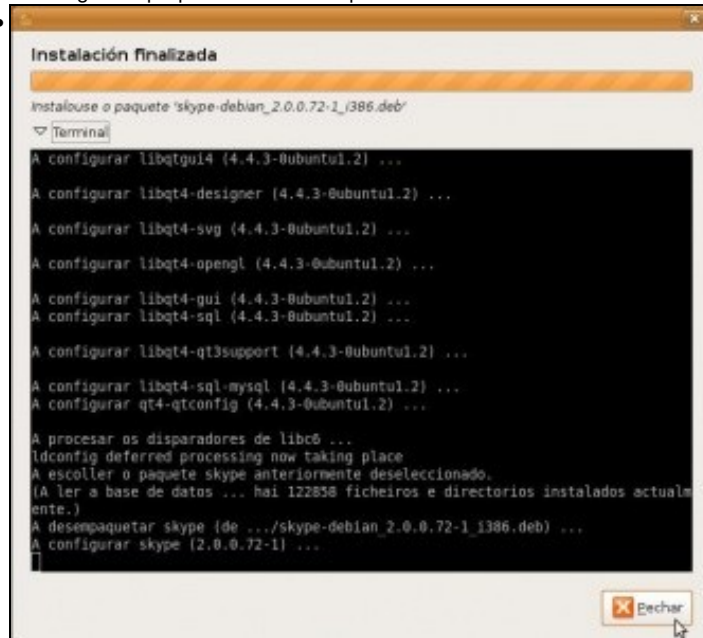 Instalación finalizada
Instalouse o paquete 'skype-debian_2.0.0.72-1_i386.deb'
Terminal
A configurar libqtgui4 (4.4.3-0ubuntu1.2) ...
A configurar libqt4-designer (4.4.3-0ubuntu1.2) ...
A configurar libqt4-svg (4.4.3-0ubuntu1.2) ...
A configurar libqt4-opengl (4.4.3-0ubuntu1.2) ...
A configurar libqt4-gui (4.4.3-0ubuntu1.2) ...
A configurar libqt4-sql (4.4.3-0ubuntu1.2) ...
A configurar libqt4-qt3support (4.4.3-0ubuntu1.2) ...
A configurar libqt4-sql-mysql (4.4.3-0ubuntu1.2) ...
A configurar qt4-qtconfig (4.4.3-0ubuntu1.2) ...
A procesar os disparadores de libc6 ...
ldconfig deferred processing now taking place
A escoller o paquete skype anteriormente deseleccionado.
(A ler a base de datos ... hai 122858 ficheiros e directorios instalados actualm
ente.)
A desempaquetar skype (de .../skype-debian_2.0.0.72-1_i386.deb) ...
A configurar skype (2.0.0.72-1) ...
Pechar